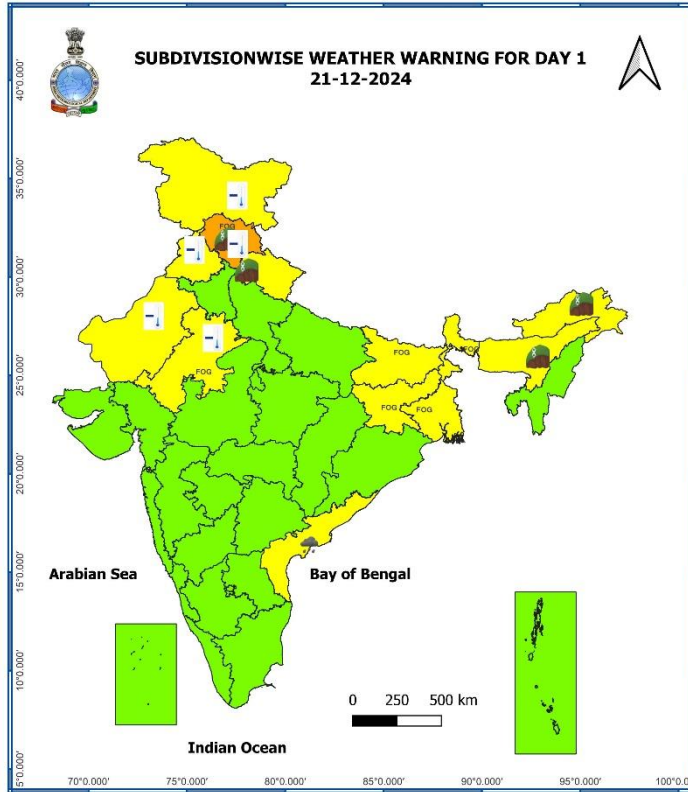 SUBDIVISIONWISE WEATHER WARNING FOR DAY 1
21-12-2024
40°0.000'
35°0.000'
30°0.000'
25°0.000'
20°0.000'
15°0.000'
10°0.000'
5°0.000'
FOG
FOG
FOG
FOG
FOG
FOG
Arabian Sea
Bay of Bengal
0 250 500 km
Indian Ocean
70°0.000' 75°0.000' 80°0.000' 85°0.000' 90°0.000' 95°0.000' 100°0.000'